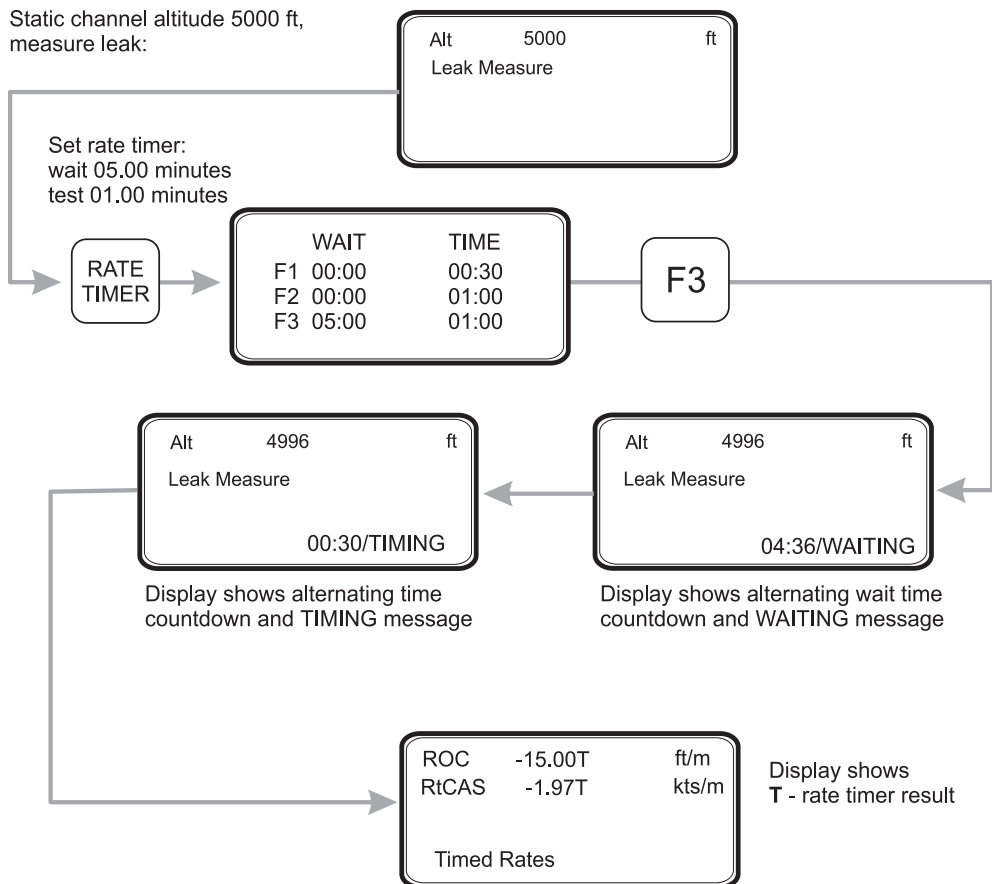 Static channel altitude 5000 ft,
measure leak:
Alt 5000 ft
Leak Measure
Set rate timer:
wait 05.00 minutes
test 01.00 minutes
RATE
TIMER
WAIT TIME
F1 00:00 00:30
F2 00:00 01:00
F3 05:00 01:00
F3
Alt 4996 ft
Leak Measure
04:36/WAITING
Display shows alternating wait time
countdown and WAITING message
Alt 4996 ft
Leak Measure
00:30/TIMING
Display shows alternating time
countdown and TIMING message
ROC -15.00T ft/m
RtCAS -1.97T kts/m
Timed Rates
Display shows
T - rate timer result